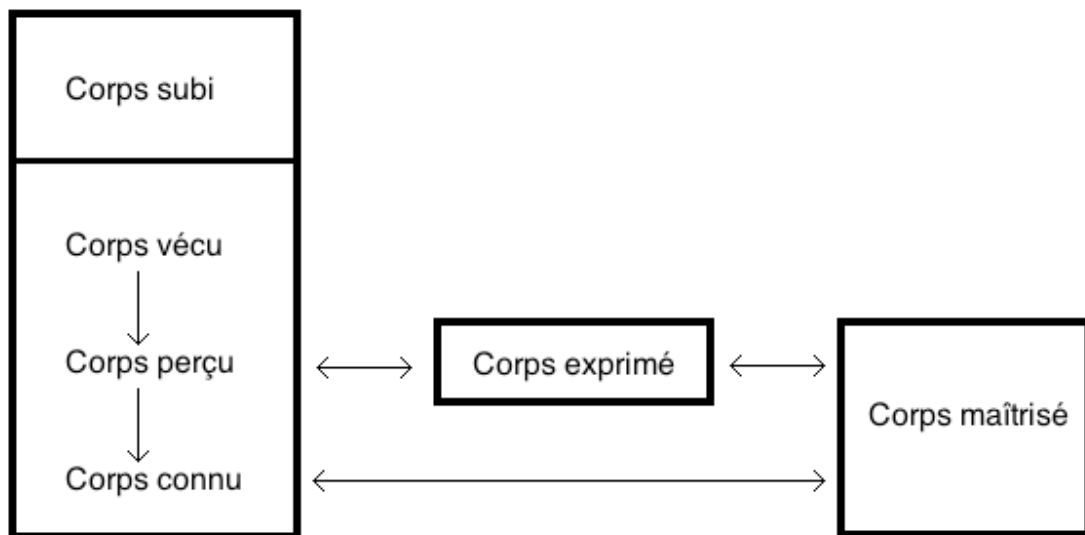 Corps subi
Corps vécu
Corps perçu
Corps exprimé
Corps maîtrisé
Corps connu